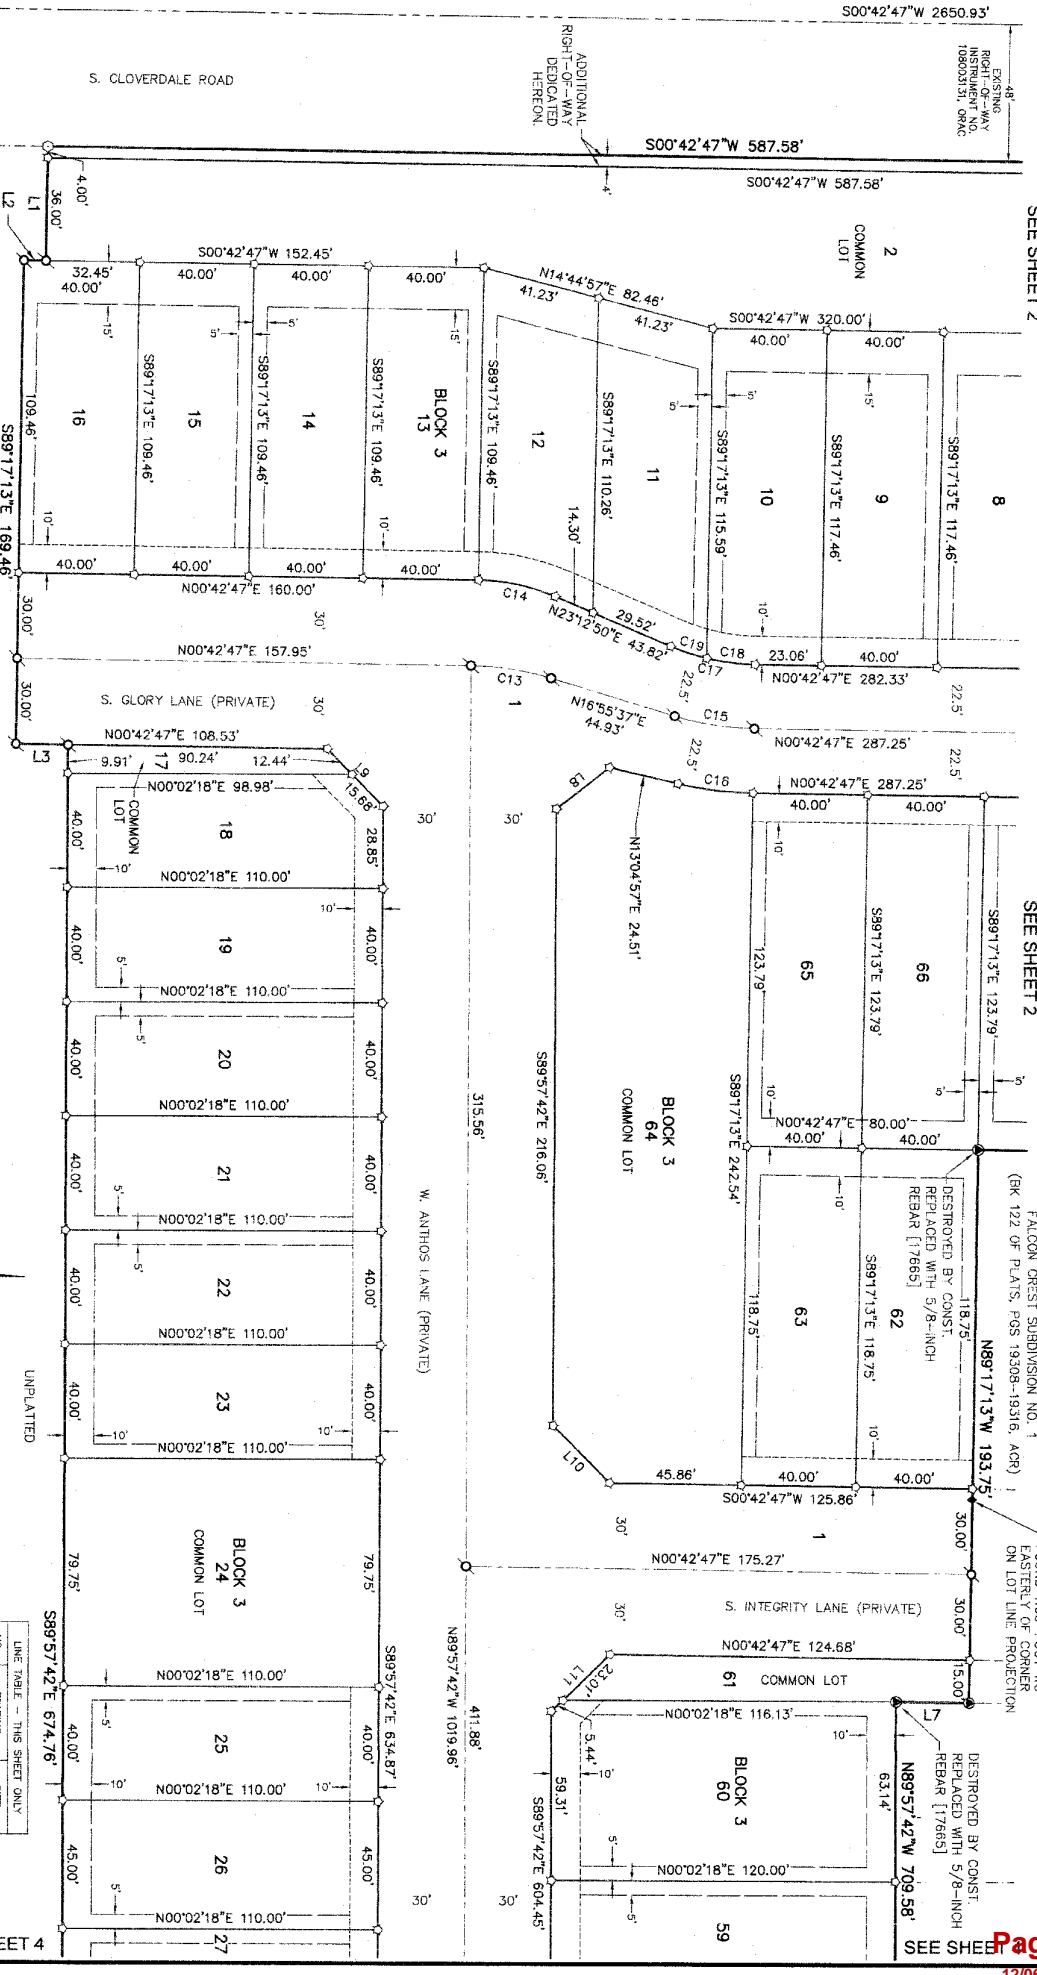 S00°42'47"W 2650.93'
48'
EXISTING
RIGHT-OF-WAY
INSTRUMENT NO.
108003131, ORAC
S. CLOVERDALE ROAD
ADDITIONAL
RIGHT-OF-WAY
DEDICATED
HEREON.
S00°42'47"W 587.58'
S00°42'47"W 587.58'
4'
SEE SHEET 2
4.00'
36.00'
L1
L2
2
COMMON
LOT
S00°42'47"W 152.45'
32.45'
40.00'
40.00'
40.00'
40.00'
N14°44'57"E 82.46'
41.23'
41.23'
S00°42'47"W 320.00'
40.00'
40.00'
15'
5'
5'
15'
5'
5'
15'
109.46'
16
S89°17'13"E 109.46'
15
S89°17'13"E 109.46'
14
S89°17'13"E 109.46'
BLOCK 3
13
S89°17'13"E 109.46'
12
S89°17'13"E 110.26'
11
S89°17'13"E 115.59'
10
S89°17'13"E 117.46'
9
S89°17'13"E 117.46'
8
S89°17'13"E 169.46'
10'
10'
14.30'
10'
40.00'
40.00'
40.00'
40.00'
N00°42'47"E 160.00'
C14
29.52'
N23°12'50"E 43.82'
C19
C18
C17
23.06'
40.00'
N00°42'47"E 282.33'
30.00'
30'
N00°42'47"E 157.95'
C13
1
N16°55'37"E
44.93'
22.5'
C15
22.5'
N00°42'47"E 287.25'
30.00'
S. GLORY LANE (PRIVATE)
30'
22.5'
22.5'
L3
N00°42'47"E 108.53'
9.91'
17
90.24'
12.44'
L9
15.68'
N00°02'18"E 98.98'
COMMON
LOT
L8
C16
N00°42'47"E 287.25'
40.00'
40.00'
SEE SHEET 2
N13°04'57"E 24.51'
30'
30'
40.00'
18
28.85'
10'
N00°02'18"E 110.00'
10'
10'
40.00'
19
40.00'
5'
N00°02'18"E 110.00'
5'
40.00'
20
40.00'
N00°02'18"E 110.00'
40.00'
21
40.00'
5'
N00°02'18"E 110.00'
5'
40.00'
22
40.00'
N00°02'18"E 110.00'
40.00'
23
40.00'
10'
10'
N00°02'18"E 110.00'
123.79'
65
S89°17'13"E 123.79'
66
S89°17'13"E 123.79'
5'
5'
10'
315.56'
S89°57'42"E 216.06'
BLOCK 3
64
COMMON LOT
S89°17'13"E 242.54'
N00°42'47"E 80.00'
40.00'
40.00'
10'
W. ANTHOS LANE (PRIVATE)
118.75'
63
S89°17'13"E 118.75'
62
118.75'
10'
DESTROYED BY CONST.
REPLACED WITH 5/8-INCH
REBAR [17665]
FALCON CREST SUBDIVISION NO. 1
(BK 122 OF PLATS, PGS 19308-19316, ACR)
N89°17'13"W 193.75'
UNPLATTED
L10
45.86'
40.00'
40.00'
S00°42'47"W 125.86'
30'
1
30.00'
N00°42'47"E 175.27'
EASTERLY OF CORNER
ON LOT LINE PROJECTION
79.75'
BLOCK 3
24
COMMON LOT
79.75'
30'
S. INTEGRITY LANE (PRIVATE)
30.00'
N00°42'47"E 124.68'
61
COMMON LOT
15.00'
L11
23.01'
L7
N00°02'18"E 116.13'
S89°57'42"E 674.76'
N00°02'18"E 110.00'
S89°57'42"E 634.87'
N89°57'42"W 1019.96'
411.88'
5.44'
10'
10'
LINE TABLE - THIS SHEET ONLY
5'
40.00'
25
40.00'
10'
10'
N00°02'18"E 110.00'
59.31'
BLOCK 3
60
63.14'
N89°57'42"W 709.58'
DESTROYED BY CONST.
REPLACED WITH 5/8-INCH
REBAR [17665]
45.00'
26
45.00'
S89°57'42"E 604.45'
5'
N00°02'18"E 120.00'
5'
5'
N00°02'18"E 110.00'
27
30'
30'
59
SEE SHEET